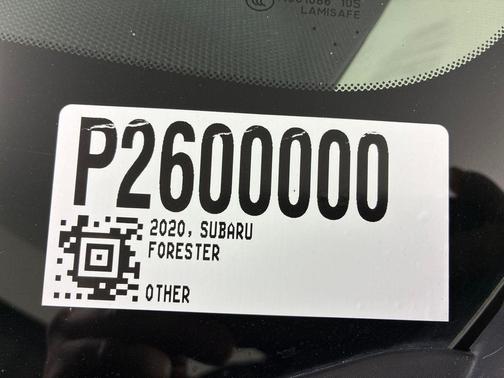 LAMISAFE
P2600000
2020, SUBARU
FORESTER
OTHER